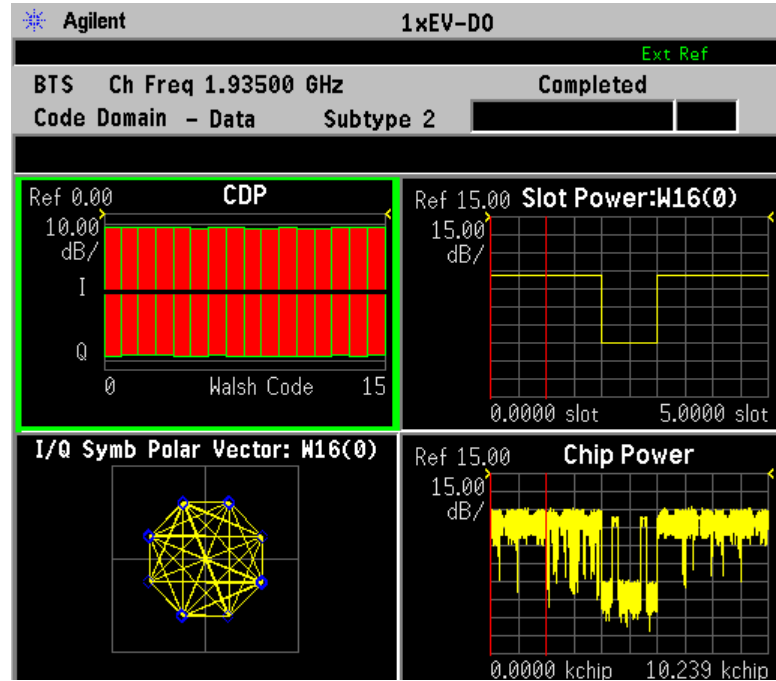 Agilent 1xEV-DO
Ext Ref
BTS Ch Freq 1.93500 GHz Completed
Code Domain - Data Subtype 2
Ref 0.00 CDP
10.00
dB/
I
Q
0 Walsh Code 15
Ref 15.00 Slot Power:W16(0)
15.00
dB/
0.0000 slot 5.0000 slot
I/Q Symb Polar Vector: W16(0)
Ref 15.00 Chip Power
15.00
dB/
0.0000 kchip 10.239 kchip